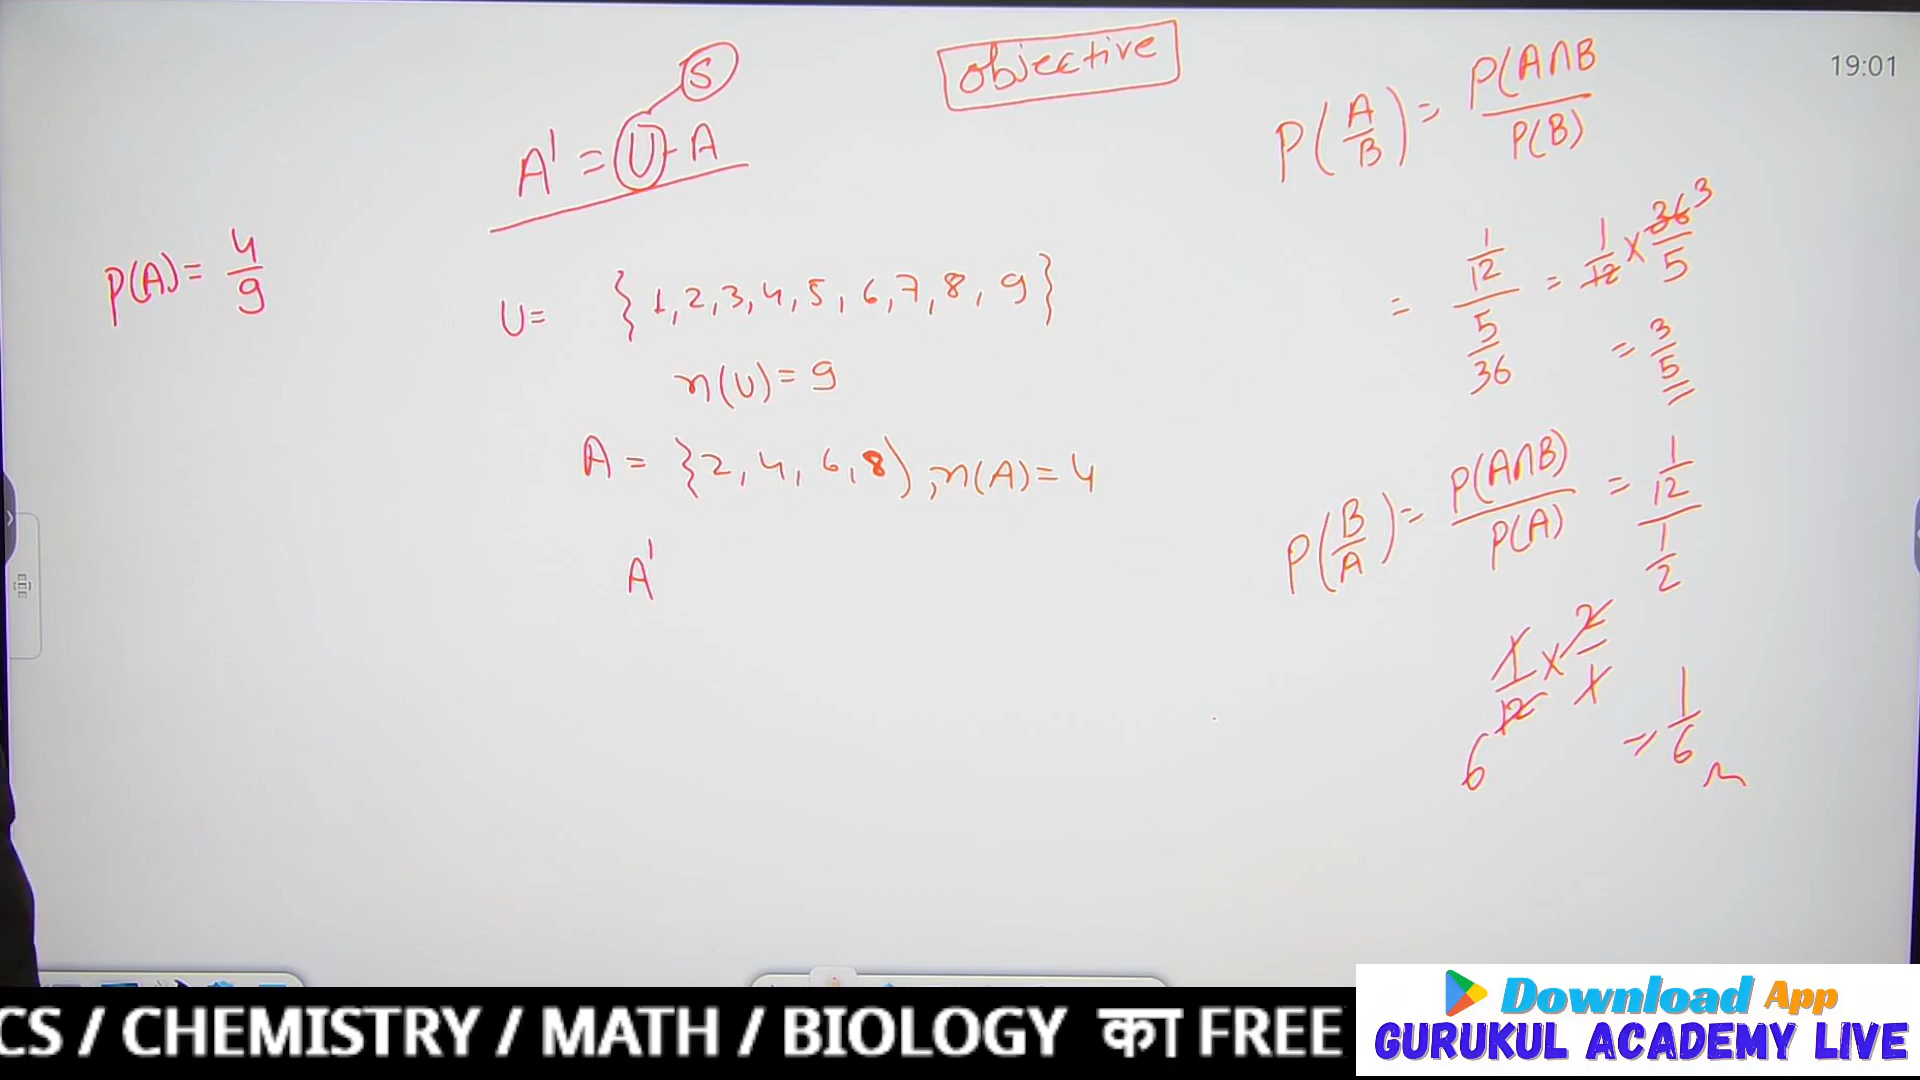 19:01
objective
S
A' = U - A
P(A) = 4/9
U = {1, 2, 3, 4, 5, 6, 7, 8, 9}
n(U) = 9
A = {2, 4, 6, 8), n(A) = 4
A'
P(A/B) = P(A∩B / P(B)
= 1/12 / 5/36 = 1/12 × 36/5 3
= 3/5
P(B/A) = P(A∩B) / P(A) = 1/12 / 1/2
1/12 × 2/1
6
= 1/6
CS / CHEMISTRY / MATH / BIOLOGY का FREE
Download App
GURUKUL ACADEMY LIVE